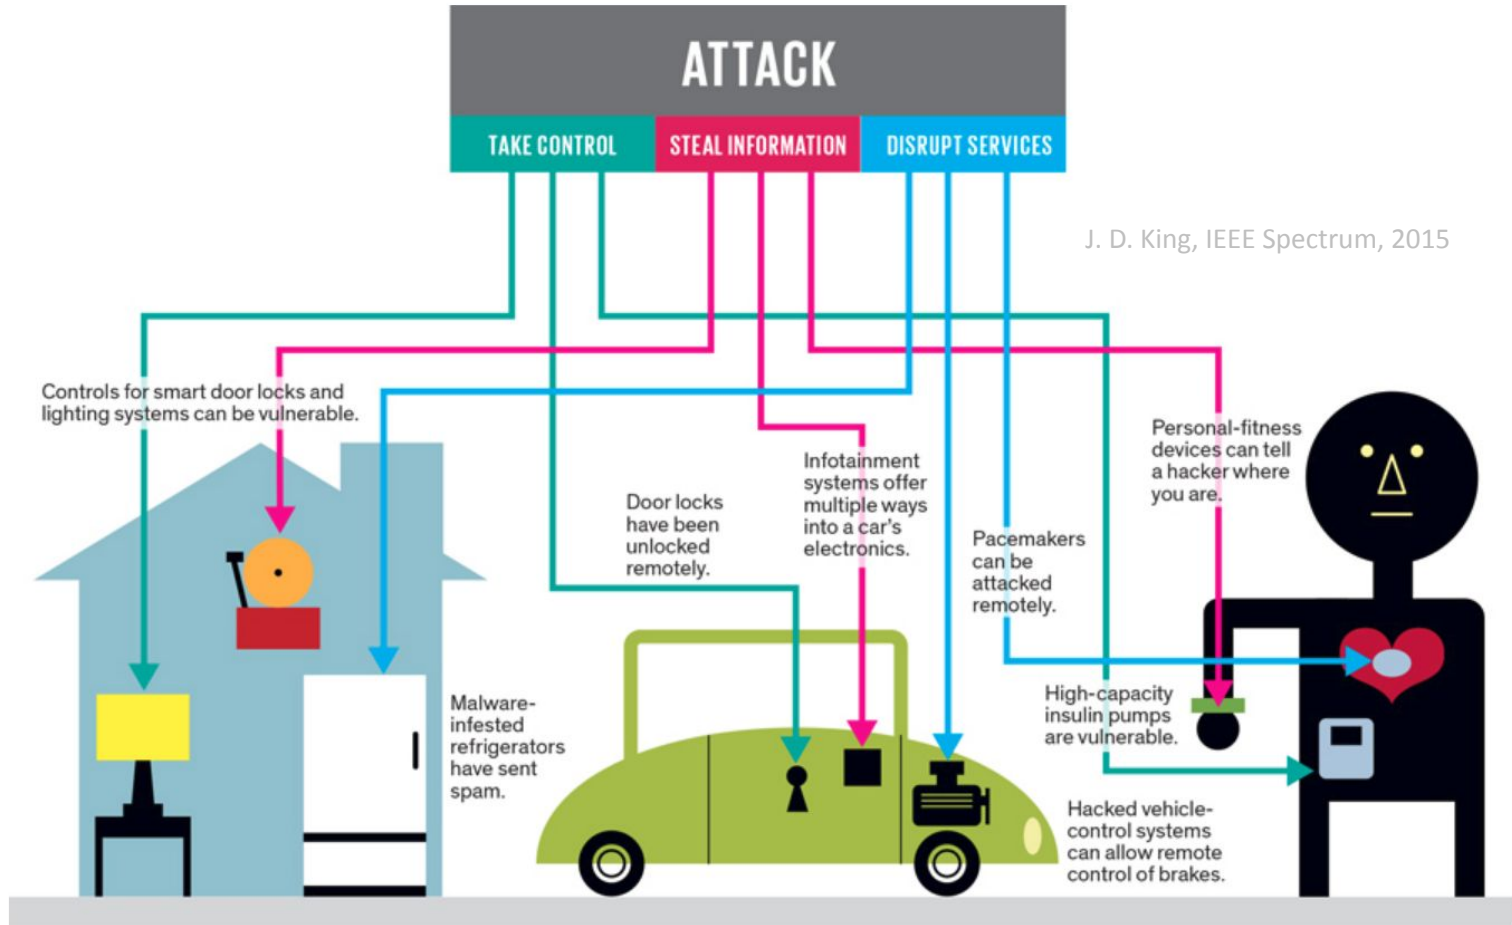 ATTACK
TAKE CONTROL
STEAL INFORMATION
DISRUPT SERVICES
J. D. King, IEEE Spectrum, 2015
Controls for smart door locks and
lighting systems can be vulnerable.
Door locks
have been
unlocked
remotely.
Infotainment
systems offer
multiple ways
into a car's
electronics.
Pacemakers
can be
attacked
remotely.
Personal-fitness
devices can tell
a hacker where
you are.
Malware-
infested
refrigerators
have sent
spam.
High-capacity
insulin pumps
are vulnerable.
Hacked vehicle-
control systems
can allow remote
control of brakes.